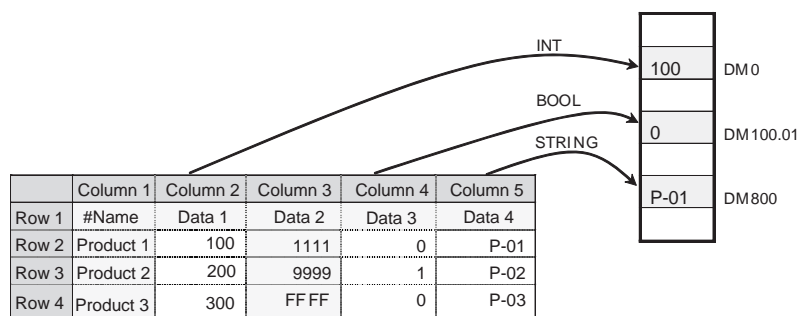 INT
100 DM0
BOOL
0 DM100.01
STRING
P-01 DM800
Column 1 Column 2 Column 3 Column 4 Column 5
Row 1 #Name Data 1 Data 2 Data 3 Data 4
Row 2 Product 1 100 1111 0 P-01
Row 3 Product 2 200 9999 1 P-02
Row 4 Product 3 300 FFFF 0 P-03